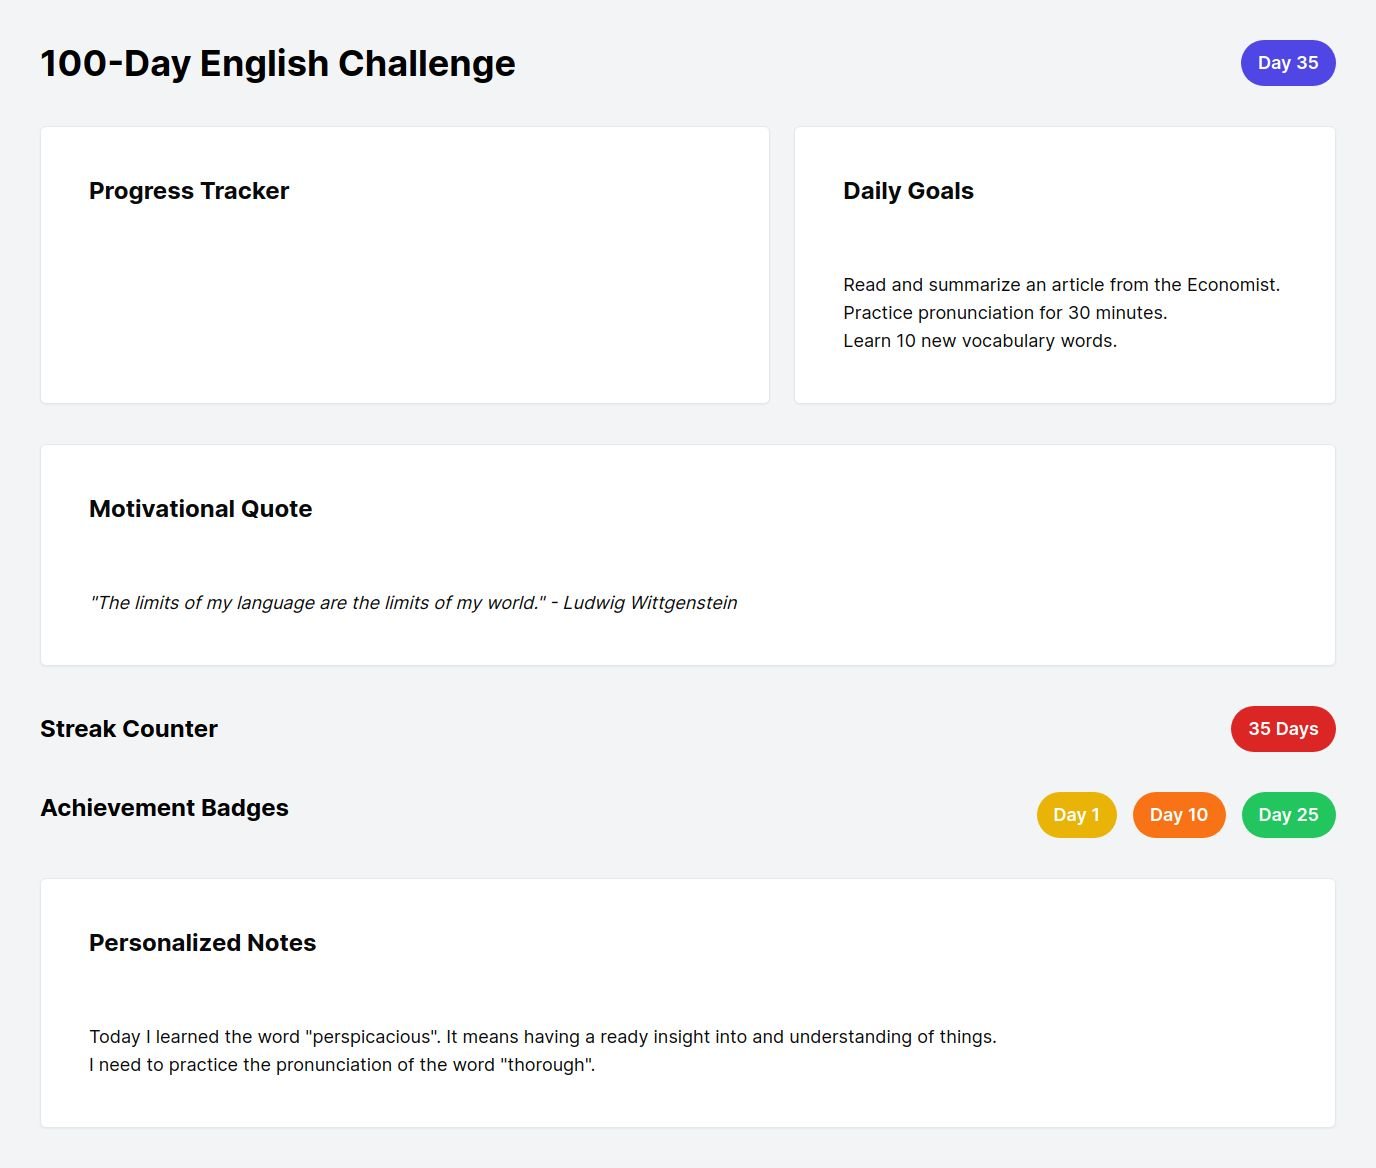 100-Day English Challenge
Day 35
Progress Tracker
Daily Goals
Read and summarize an article from the Economist.
Practice pronunciation for 30 minutes.
Learn 10 new vocabulary words.
Motivational Quote
"The limits of my language are the limits of my world." - Ludwig Wittgenstein
Streak Counter
35 Days
Achievement Badges
Day 1
Day 10
Day 25
Personalized Notes
Today I learned the word "perspicacious". It means having a ready insight into and understanding of things.
I need to practice the pronunciation of the word "thorough".